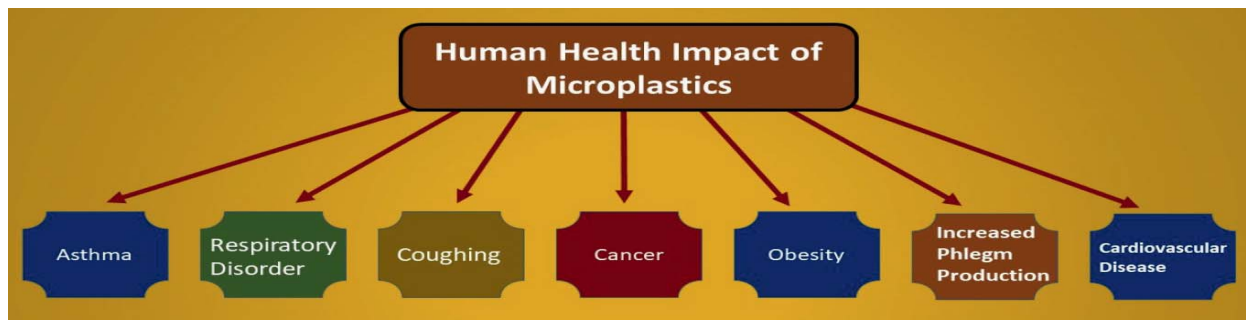 Human Health Impact of
Microplastics
Asthma
Respiratory
Disorder
Coughing
Cancer
Obesity
Increased
Phlegm
Production
Cardiovascular
Disease